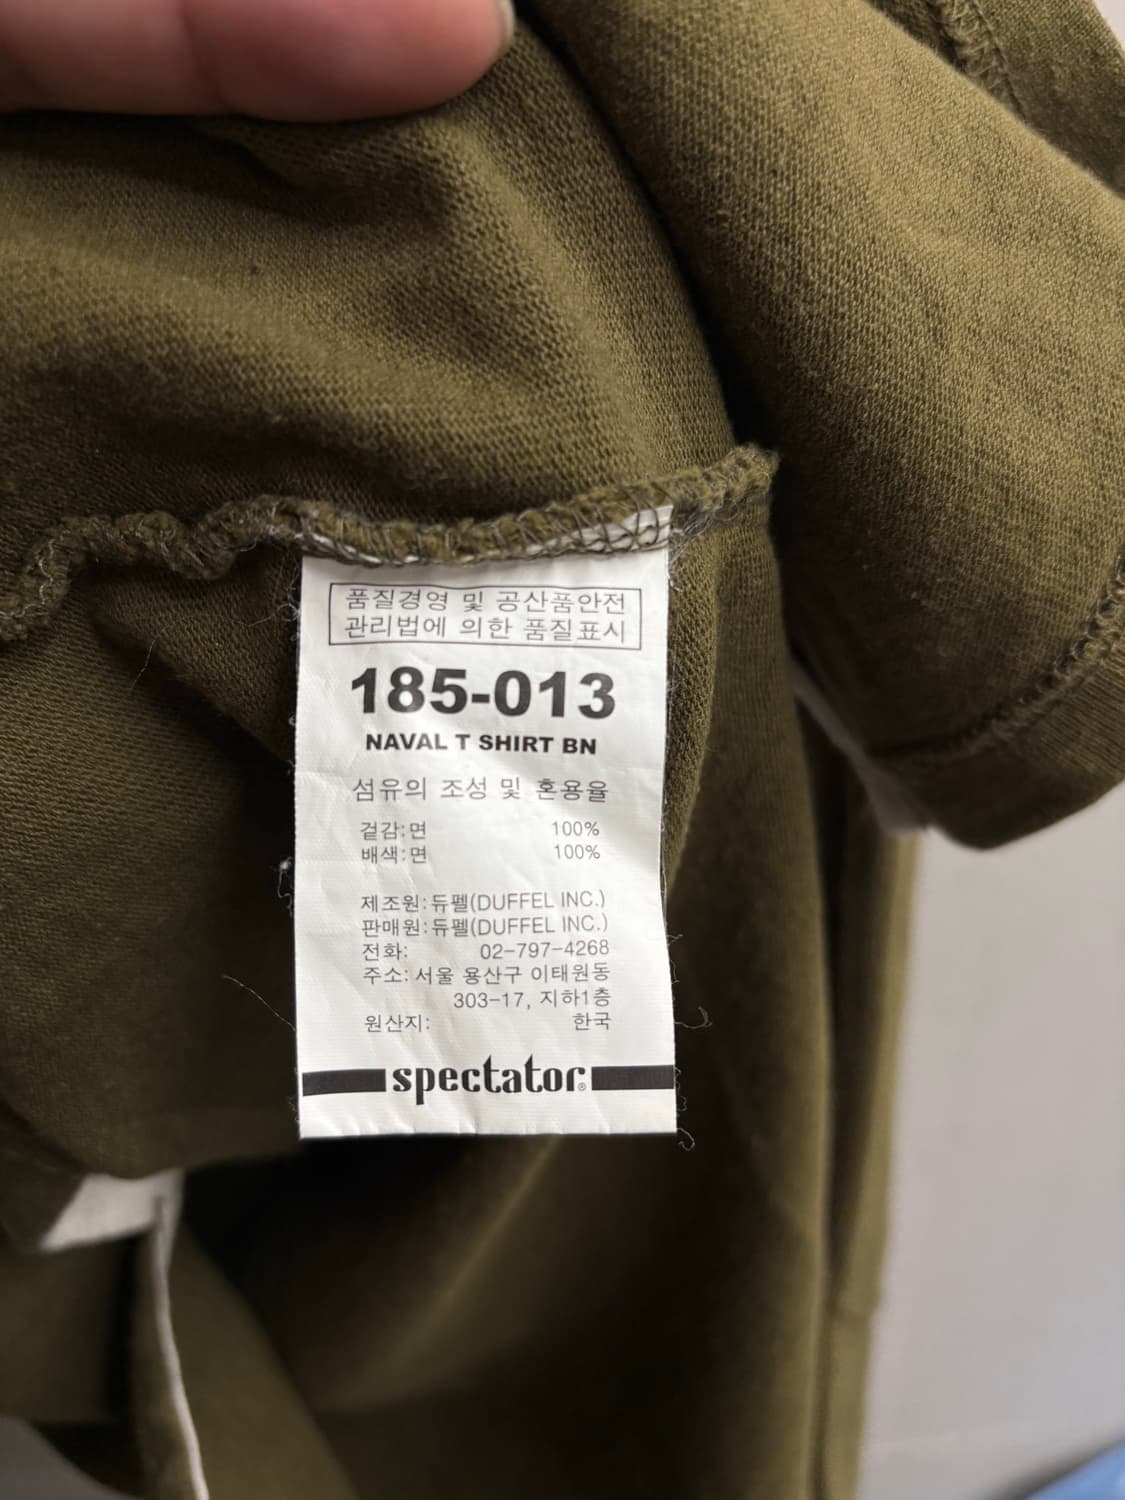 품질경영 및 공산품안전
관리법에 의한 품질표시
185-013
NAVAL T SHIRT BN
섬유의 조성 및 혼용율
겉감:면 100%
배색:면 100%
제조원:듀펠(DUFFEL INC.)
판매원:듀펠(DUFFEL INC.)
전화: 02-797-4268
주소: 서울 용산구 이태원동
303-17, 지하1층
원산지: 한국
spectator®